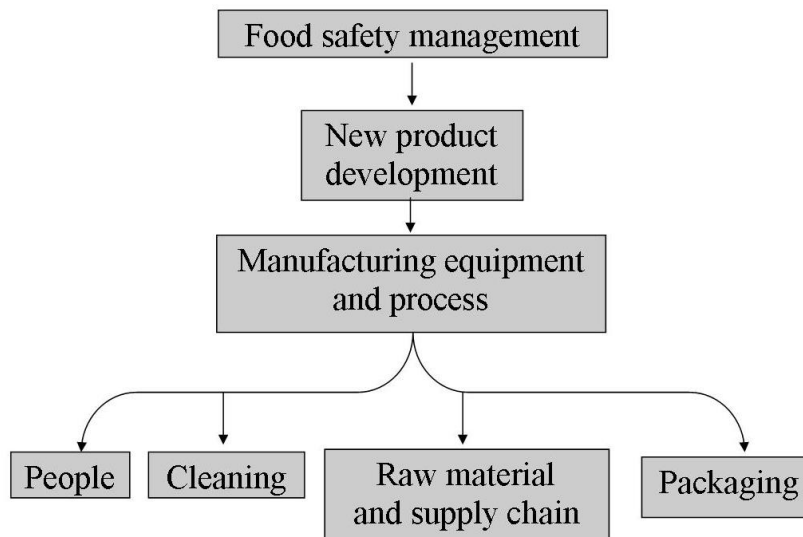 Food safety management
New product
development
Manufacturing equipment
and process
People
Cleaning
Raw material
and supply chain
Packaging